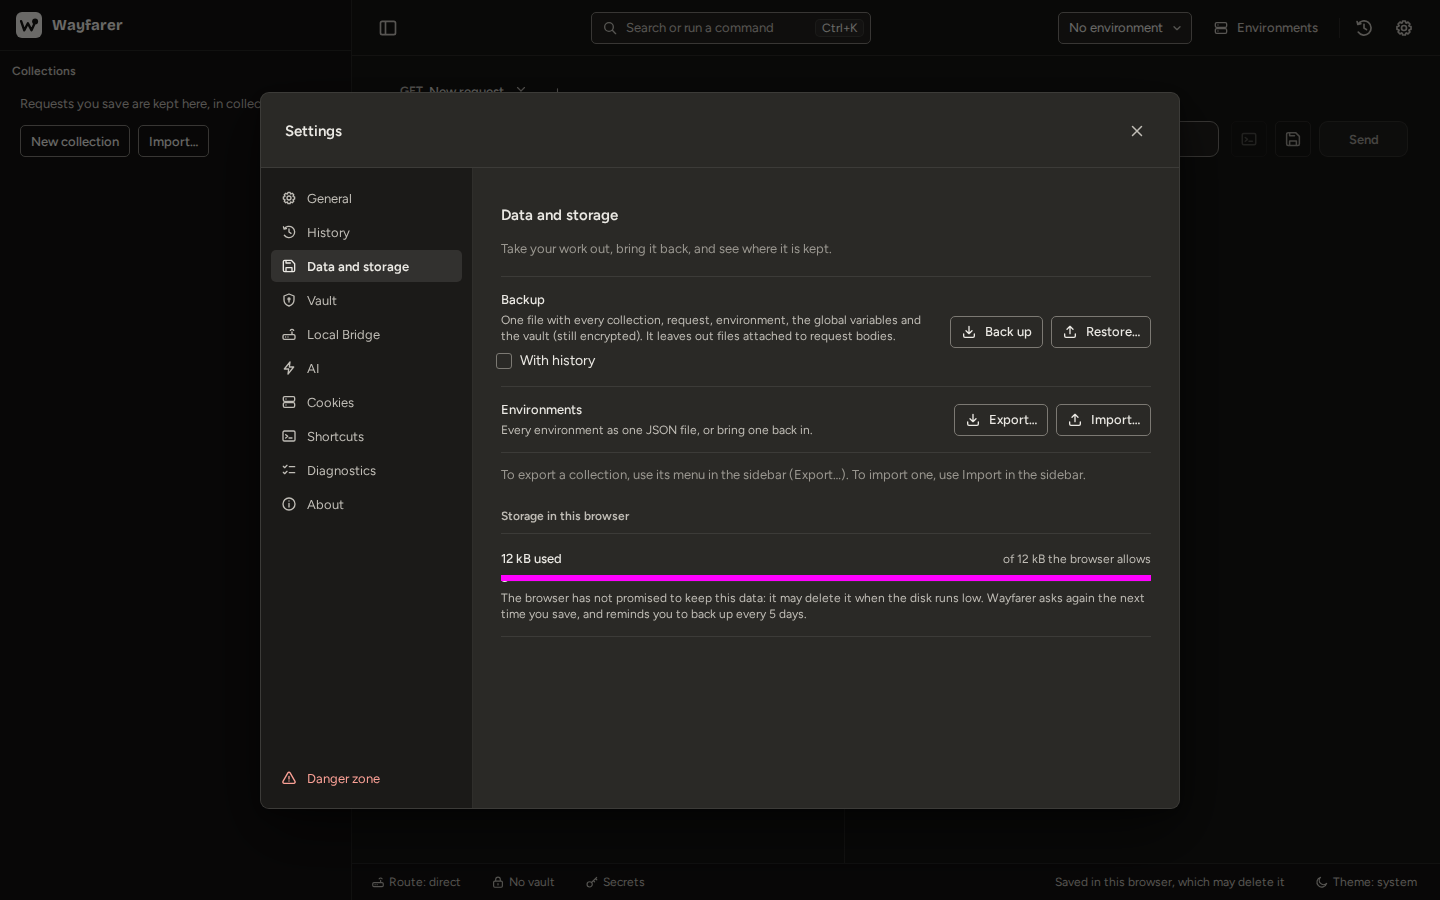 Wayfarer
Search or run a command
Ctrl+K
No environment
Environments
Collections
Requests you save are kept here, in collec
New collection
Import...
GET New request
Send
Settings
General
History
Data and storage
Vault
Local Bridge
AI
Cookies
Shortcuts
Diagnostics
About
Danger zone
Data and storage
Take your work out, bring it back, and see where it is kept.
Backup
One file with every collection, request, environment, the global variables and
the vault (still encrypted). It leaves out files attached to request bodies.
With history
Back up
Restore...
Environments
Every environment as one JSON file, or bring one back in.
Export...
Import...
To export a collection, use its menu in the sidebar (Export...). To import one, use Import in the sidebar.
Storage in this browser
12 kB used
of 12 kB the browser allows
The browser has not promised to keep this data: it may delete it when the disk runs low. Wayfarer asks again the next
time you save, and reminds you to back up every 5 days.
Route: direct
No vault
Secrets
Saved in this browser, which may delete it
Theme: system